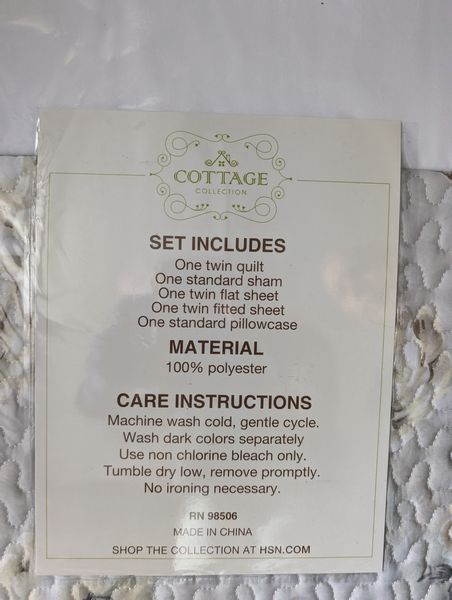 COTTAGE
COLLECTION
SET INCLUDES
One twin quilt
One standard sham
One twin flat sheet
One twin fitted sheet
One standard pillowcase
MATERIAL
100% polyester
CARE INSTRUCTIONS
Machine wash cold, gentle cycle.
Wash dark colors separately
Use non chlorine bleach only.
Tumble dry low, remove promptly.
No ironing necessary.
RN 98506
MADE IN CHINA
SHOP THE COLLECTION AT HSN.COM